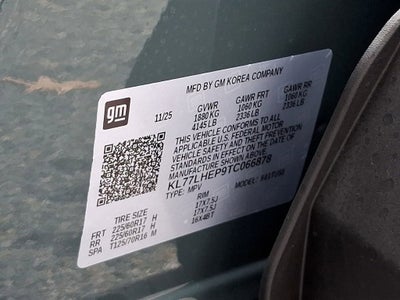 gm
MFD BY GM KOREA COMPANY
11/25 GVWR GAWR FRT GAWR RR
1880 KG 1060 KG 1060 KG
4145 LB 2336 LB 2336 LB
THIS VEHICLE CONFORMS TO ALL
APPLICABLE U.S. FEDERAL MOTOR
VEHICLE SAFETY AND THEFT PREVENTION
STANDARDS IN EFFECT ON THE DATE OF
MANUFACTURE SHOWN ABOVE.
KL77LHEP9TC066878
TYPE: MPV
TIRE SIZE RIM
FRT 225/60R17 H 17X7.5J
RR 225/60R17 H 17X7.5J
SPA T125/70R16 M 16X4BT